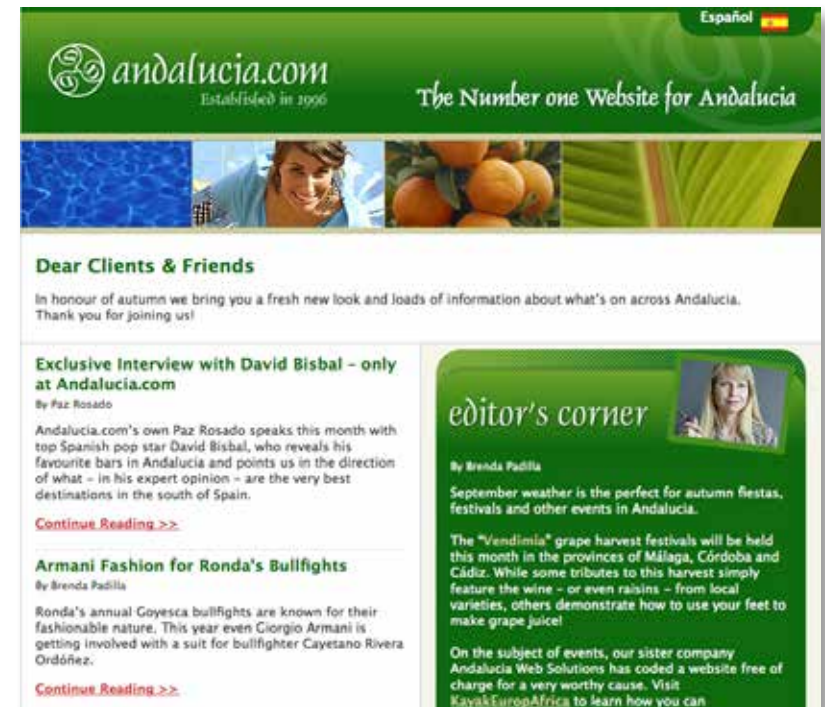 Español
andalucia.com
Established in 1996
The Number one Website for Andalucia
Dear Clients & Friends
In honour of autumn we bring you a fresh new look and loads of information about what's on across Andalucia.
Thank you for joining us!
Exclusive Interview with David Bisbal – only
at Andalucia.com
By Paz Rosado
Andalucia.com's own Paz Rosado speaks this month with
top Spanish pop star David Bisbal, who reveals his
favourite bars in Andalucia and points us in the direction
of what – in his expert opinion – are the very best
destinations in the south of Spain.
Continue Reading >>
Armani Fashion for Ronda's Bullfights
By Brenda Padilla
Ronda's annual Goyesca bullfights are known for their
fashionable nature. This year even Giorgio Armani is
getting involved with a suit for bullfighter Cayetano Rivera
Ordóñez.
Continue Reading >>
editor's corner
By Brenda Padilla
September weather is the perfect for autumn fiestas,
festivals and other events in Andalucia.
The "Vendimia" grape harvest festivals will be held
this month in the provinces of Málaga, Córdoba and
Cádiz. While some tributes to this harvest simply
feature the wine – or even raisins – from local
varieties, others demonstrate how to use your feet to
make grape juice!
On the subject of events, our sister company
Andalucia Web Solutions has coded a website free of
charge for a very worthy cause. Visit
KayakEuropAfrica to learn how you can